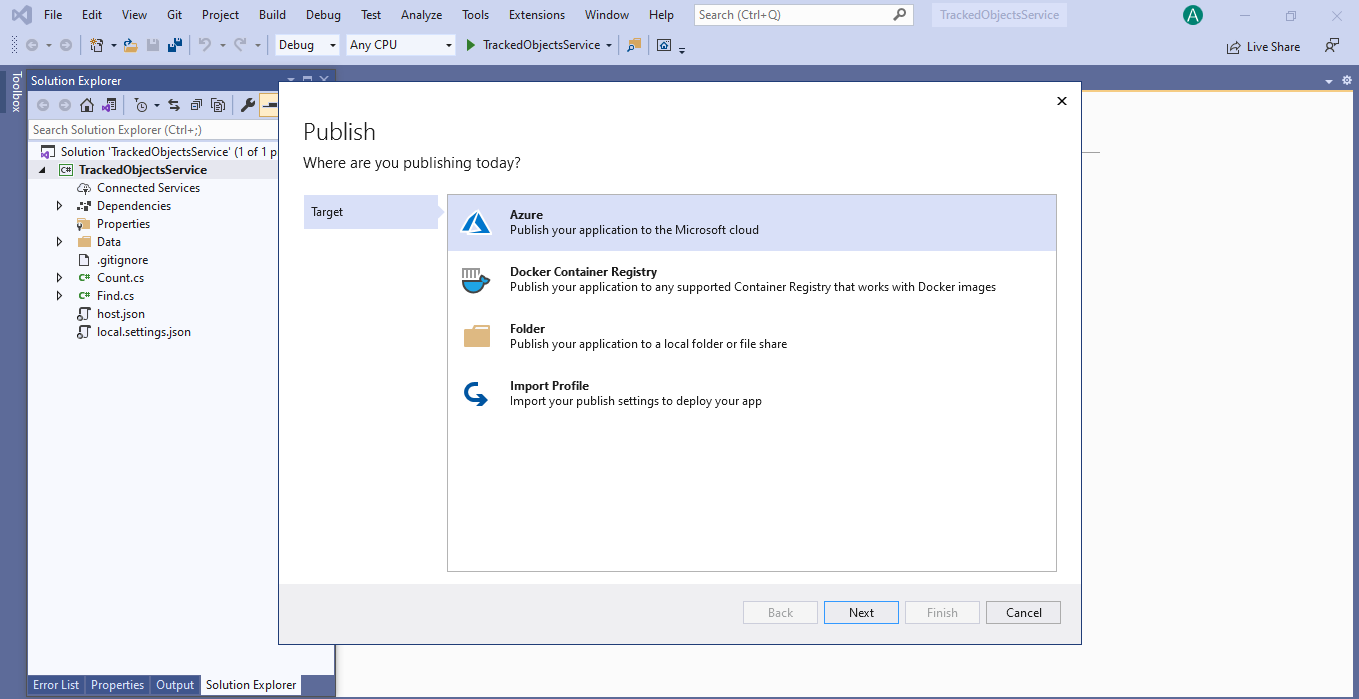 File Edit View Git Project Build Debug Test Analyze Tools Extensions Window Help Search (Ctrl+Q) TrackedObjectsService A
Debug Any CPU TrackedObjectsService Live Share
Toolbox
Solution Explorer
Search Solution Explorer (Ctrl+;)
Solution 'TrackedObjectsService' (1 of 1 p
C# TrackedObjectsService
Connected Services
Dependencies
Properties
Data
.gitignore
C# Count.cs
C# Find.cs
host.json
local.settings.json
Publish
Where are you publishing today?
Target
Azure
Publish your application to the Microsoft cloud
Docker Container Registry
Publish your application to any supported Container Registry that works with Docker images
Folder
Publish your application to a local folder or file share
Import Profile
Import your publish settings to deploy your app
Back Next Finish Cancel
Error List Properties Output Solution Explorer